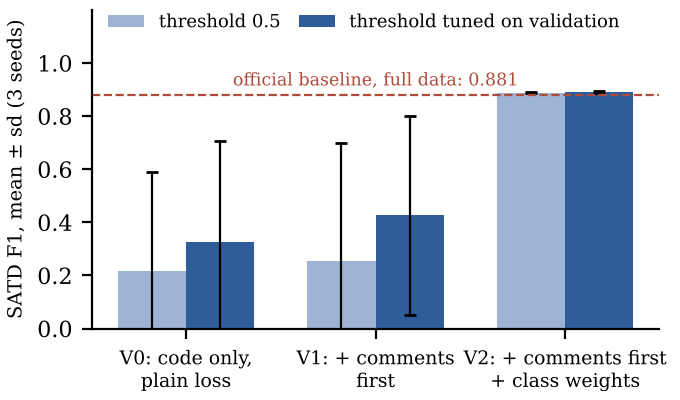 threshold 0.5
threshold tuned on validation
official baseline, full data: 0.881
SATD F1, mean ± sd (3 seeds)
1.0
0.8
0.6
0.4
0.2
0.0
V0: code only,
plain loss
V1: + comments
first
V2: + comments first
+ class weights